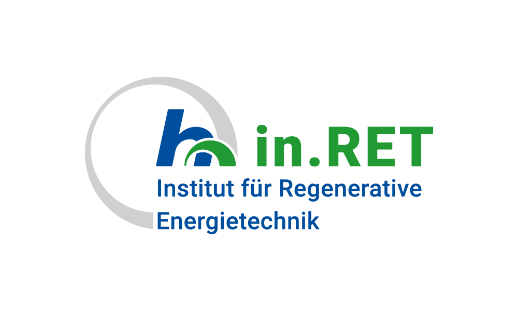 h in.RET
Institut für Regenerative
Energietechnik